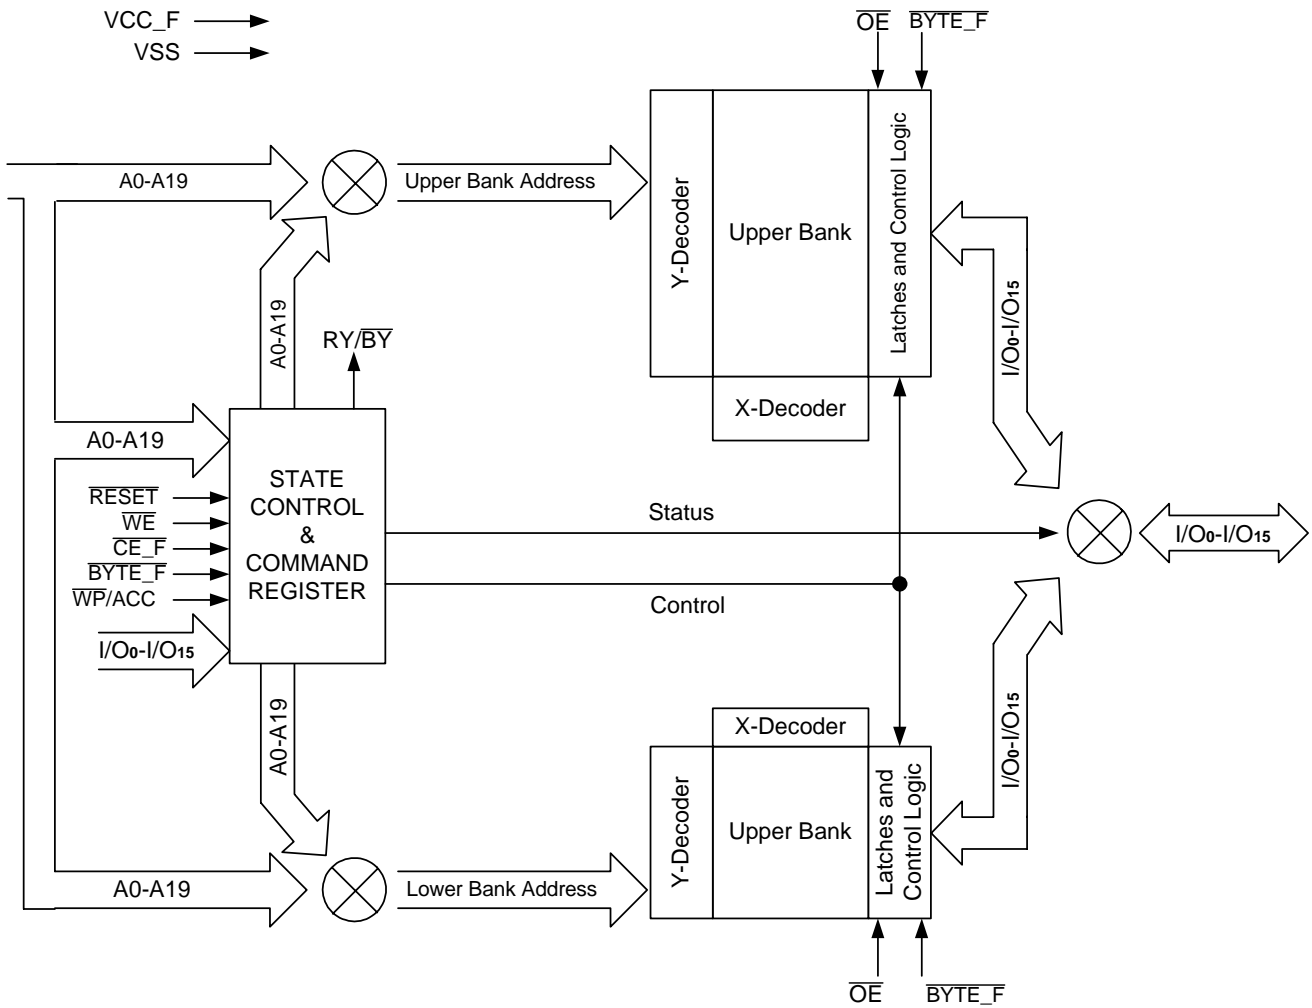 VCC_F
VSS
OE
BYTE_F
A0-A19
Upper Bank Address
Y-Decoder
Upper Bank
Latches and Control Logic
X-Decoder
I/O0-I/O15
A0-A19
RY/BY
A0-A19
RESET
WE
CE_F
BYTE_F
WP/ACC
I/O0-I/O15
STATE
CONTROL
&
COMMAND
REGISTER
Status
Control
I/O0-I/O15
A0-A19
X-Decoder
Y-Decoder
Upper Bank
Latches and
Control Logic
I/O0-I/O15
A0-A19
Lower Bank Address
OE
BYTE_F